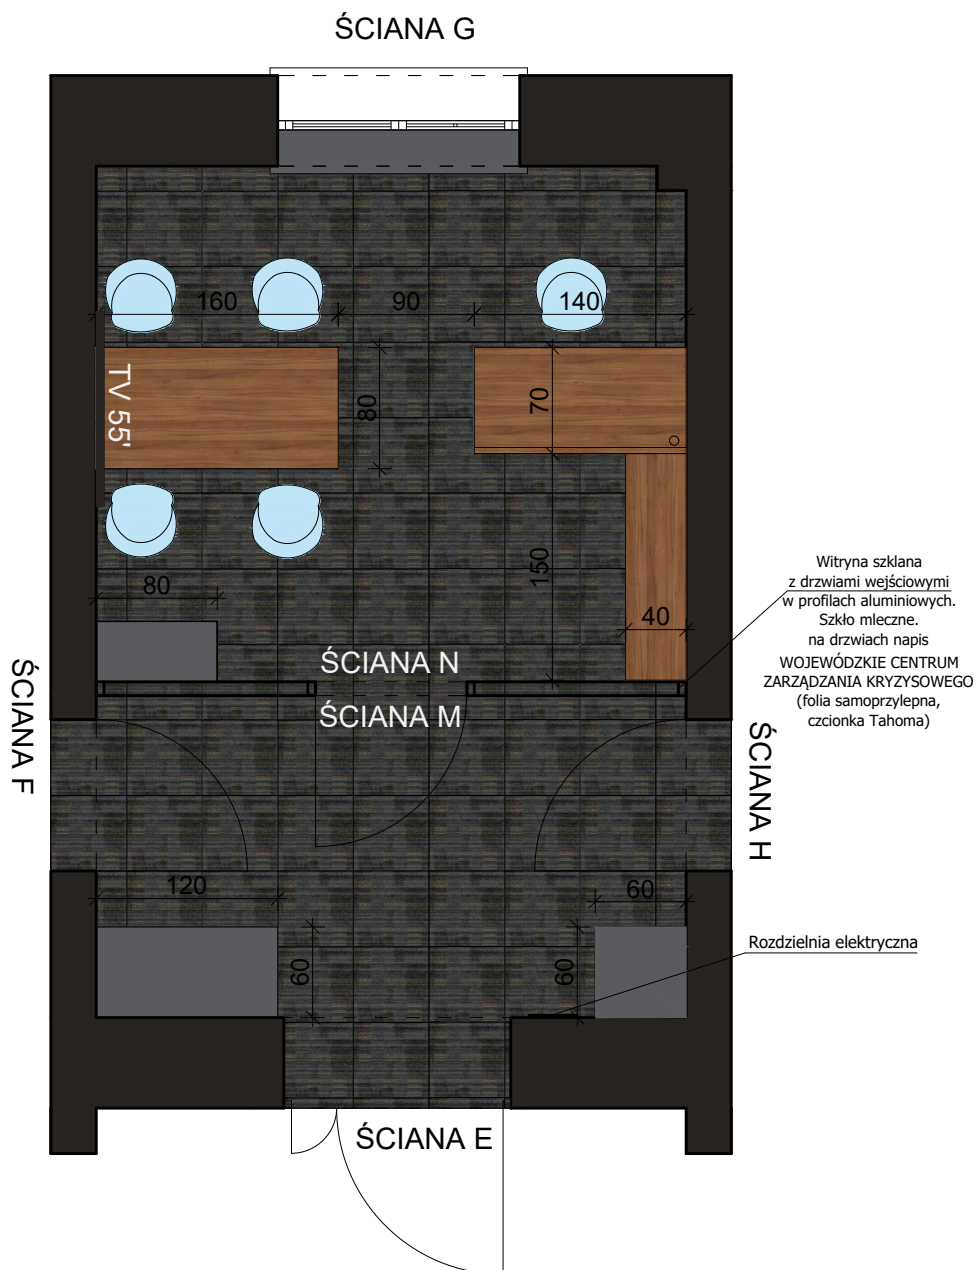 ŚCIANA G
160
90
140
TV 55'
80
70
150
80
40
Witryna szklana
z drzwiami wejściowymi
w profilach aluminiowych.
Szkło mleczne.
na drzwiach napis
WOJEWÓDZKIE CENTRUM
ZARZĄDZANIA KRYZYSOWEGO
(folia samoprzylepna,
czcionka Tahoma)
ŚCIANA N
ŚCIANA M
ŚCIANA F
ŚCIANA H
120
60
60
60
Rozdzielnia elektryczna
ŚCIANA E